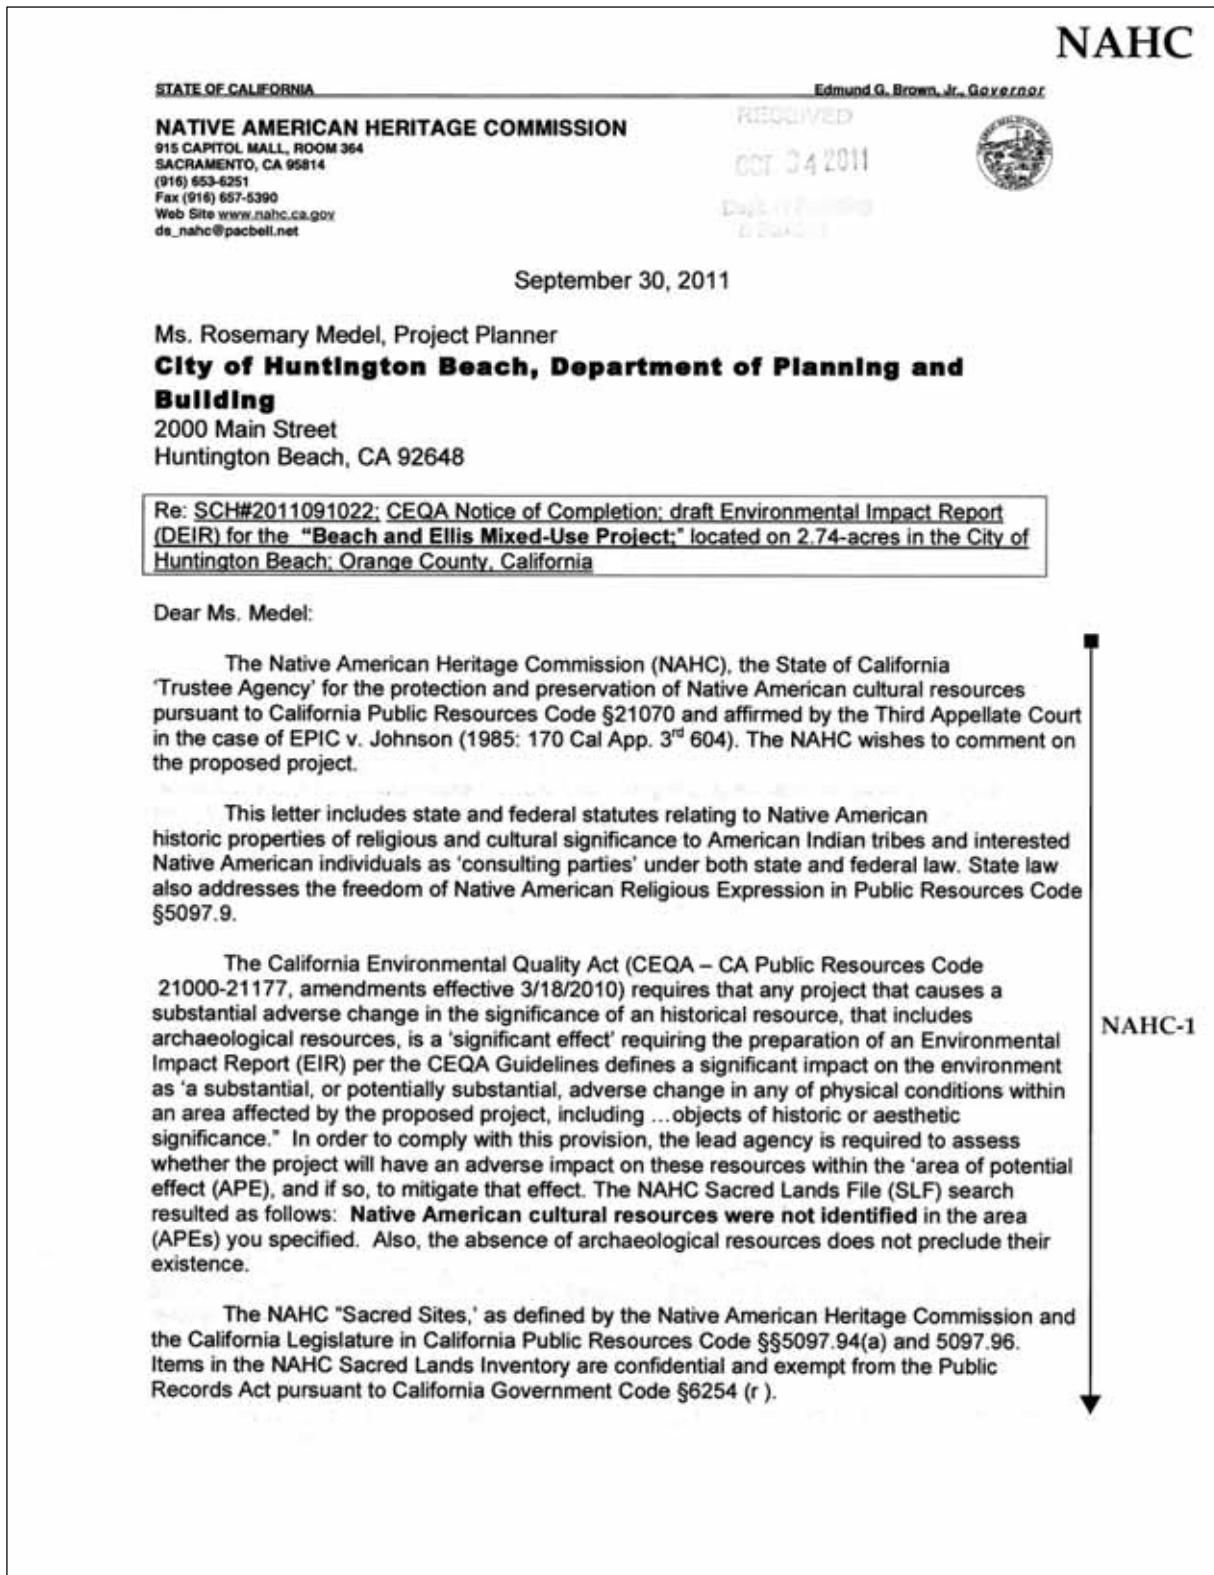 NAHC
STATE OF CALIFORNIA
Edmund G. Brown, Jr., Governor
NATIVE AMERICAN HERITAGE COMMISSION
915 CAPITOL MALL, ROOM 364
SACRAMENTO, CA 95814
(916) 653-6251
Fax (916) 657-5390
Web Site www.nahc.ca.gov
ds_nahc@pacbell.net
RECEIVED
OCT 04 2011
September 30, 2011
Ms. Rosemary Medel, Project Planner
City of Huntington Beach, Department of Planning and
Building
2000 Main Street
Huntington Beach, CA 92648
Re: SCH#2011091022; CEQA Notice of Completion; draft Environmental Impact Report
(DEIR) for the "Beach and Ellis Mixed-Use Project;" located on 2.74-acres in the City of
Huntington Beach; Orange County, California
Dear Ms. Medel:
The Native American Heritage Commission (NAHC), the State of California
'Trustee Agency' for the protection and preservation of Native American cultural resources
pursuant to California Public Resources Code §21070 and affirmed by the Third Appellate Court
in the case of EPIC v. Johnson (1985: 170 Cal App. 3rd 604). The NAHC wishes to comment on
the proposed project.
This letter includes state and federal statutes relating to Native American
historic properties of religious and cultural significance to American Indian tribes and interested
Native American individuals as 'consulting parties' under both state and federal law. State law
also addresses the freedom of Native American Religious Expression in Public Resources Code
§5097.9.
The California Environmental Quality Act (CEQA – CA Public Resources Code
21000-21177, amendments effective 3/18/2010) requires that any project that causes a
substantial adverse change in the significance of an historical resource, that includes
archaeological resources, is a 'significant effect' requiring the preparation of an Environmental
Impact Report (EIR) per the CEQA Guidelines defines a significant impact on the environment
as 'a substantial, or potentially substantial, adverse change in any of physical conditions within
an area affected by the proposed project, including ...objects of historic or aesthetic
significance." In order to comply with this provision, the lead agency is required to assess
whether the project will have an adverse impact on these resources within the 'area of potential
effect (APE), and if so, to mitigate that effect. The NAHC Sacred Lands File (SLF) search
resulted as follows: Native American cultural resources were not identified in the area
(APEs) you specified. Also, the absence of archaeological resources does not preclude their
existence.
NAHC-1
The NAHC "Sacred Sites,' as defined by the Native American Heritage Commission and
the California Legislature in California Public Resources Code §§5097.94(a) and 5097.96.
Items in the NAHC Sacred Lands Inventory are confidential and exempt from the Public
Records Act pursuant to California Government Code §6254 (r ).